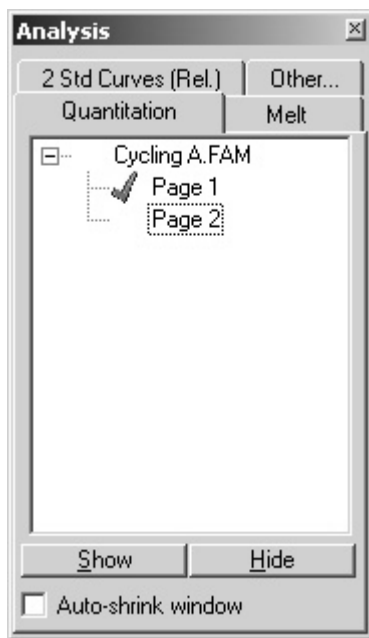 Analysis
2 Std Curves (Rel.) Other...
Quantitation Melt
Cycling A.FAM
Page 1
Page 2
Show Hide
Auto-shrink window